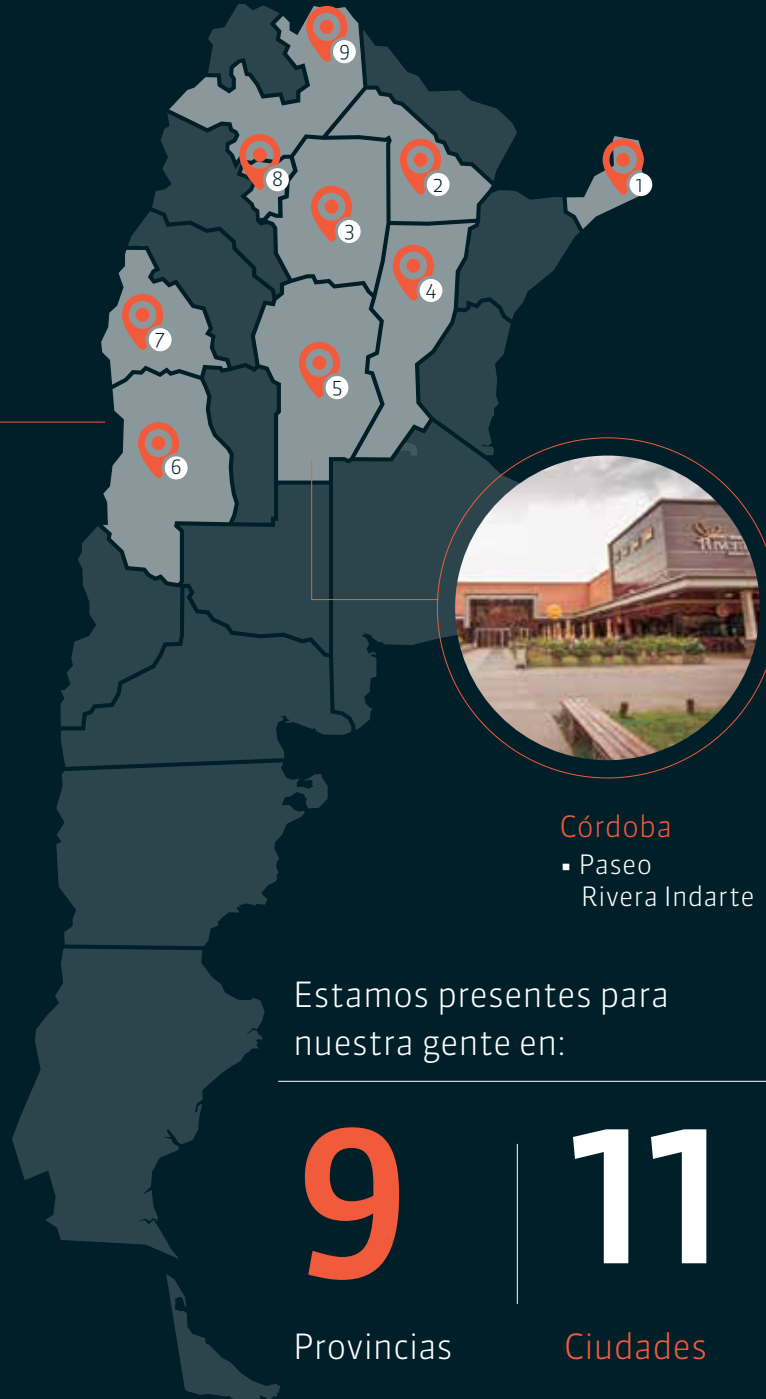 9
8
2
1
3
4
7
5
6
Rivera
Córdoba
▪ Paseo
Rivera Indarte
Estamos presentes para
nuestra gente en:
9
11
Provincias
Ciudades